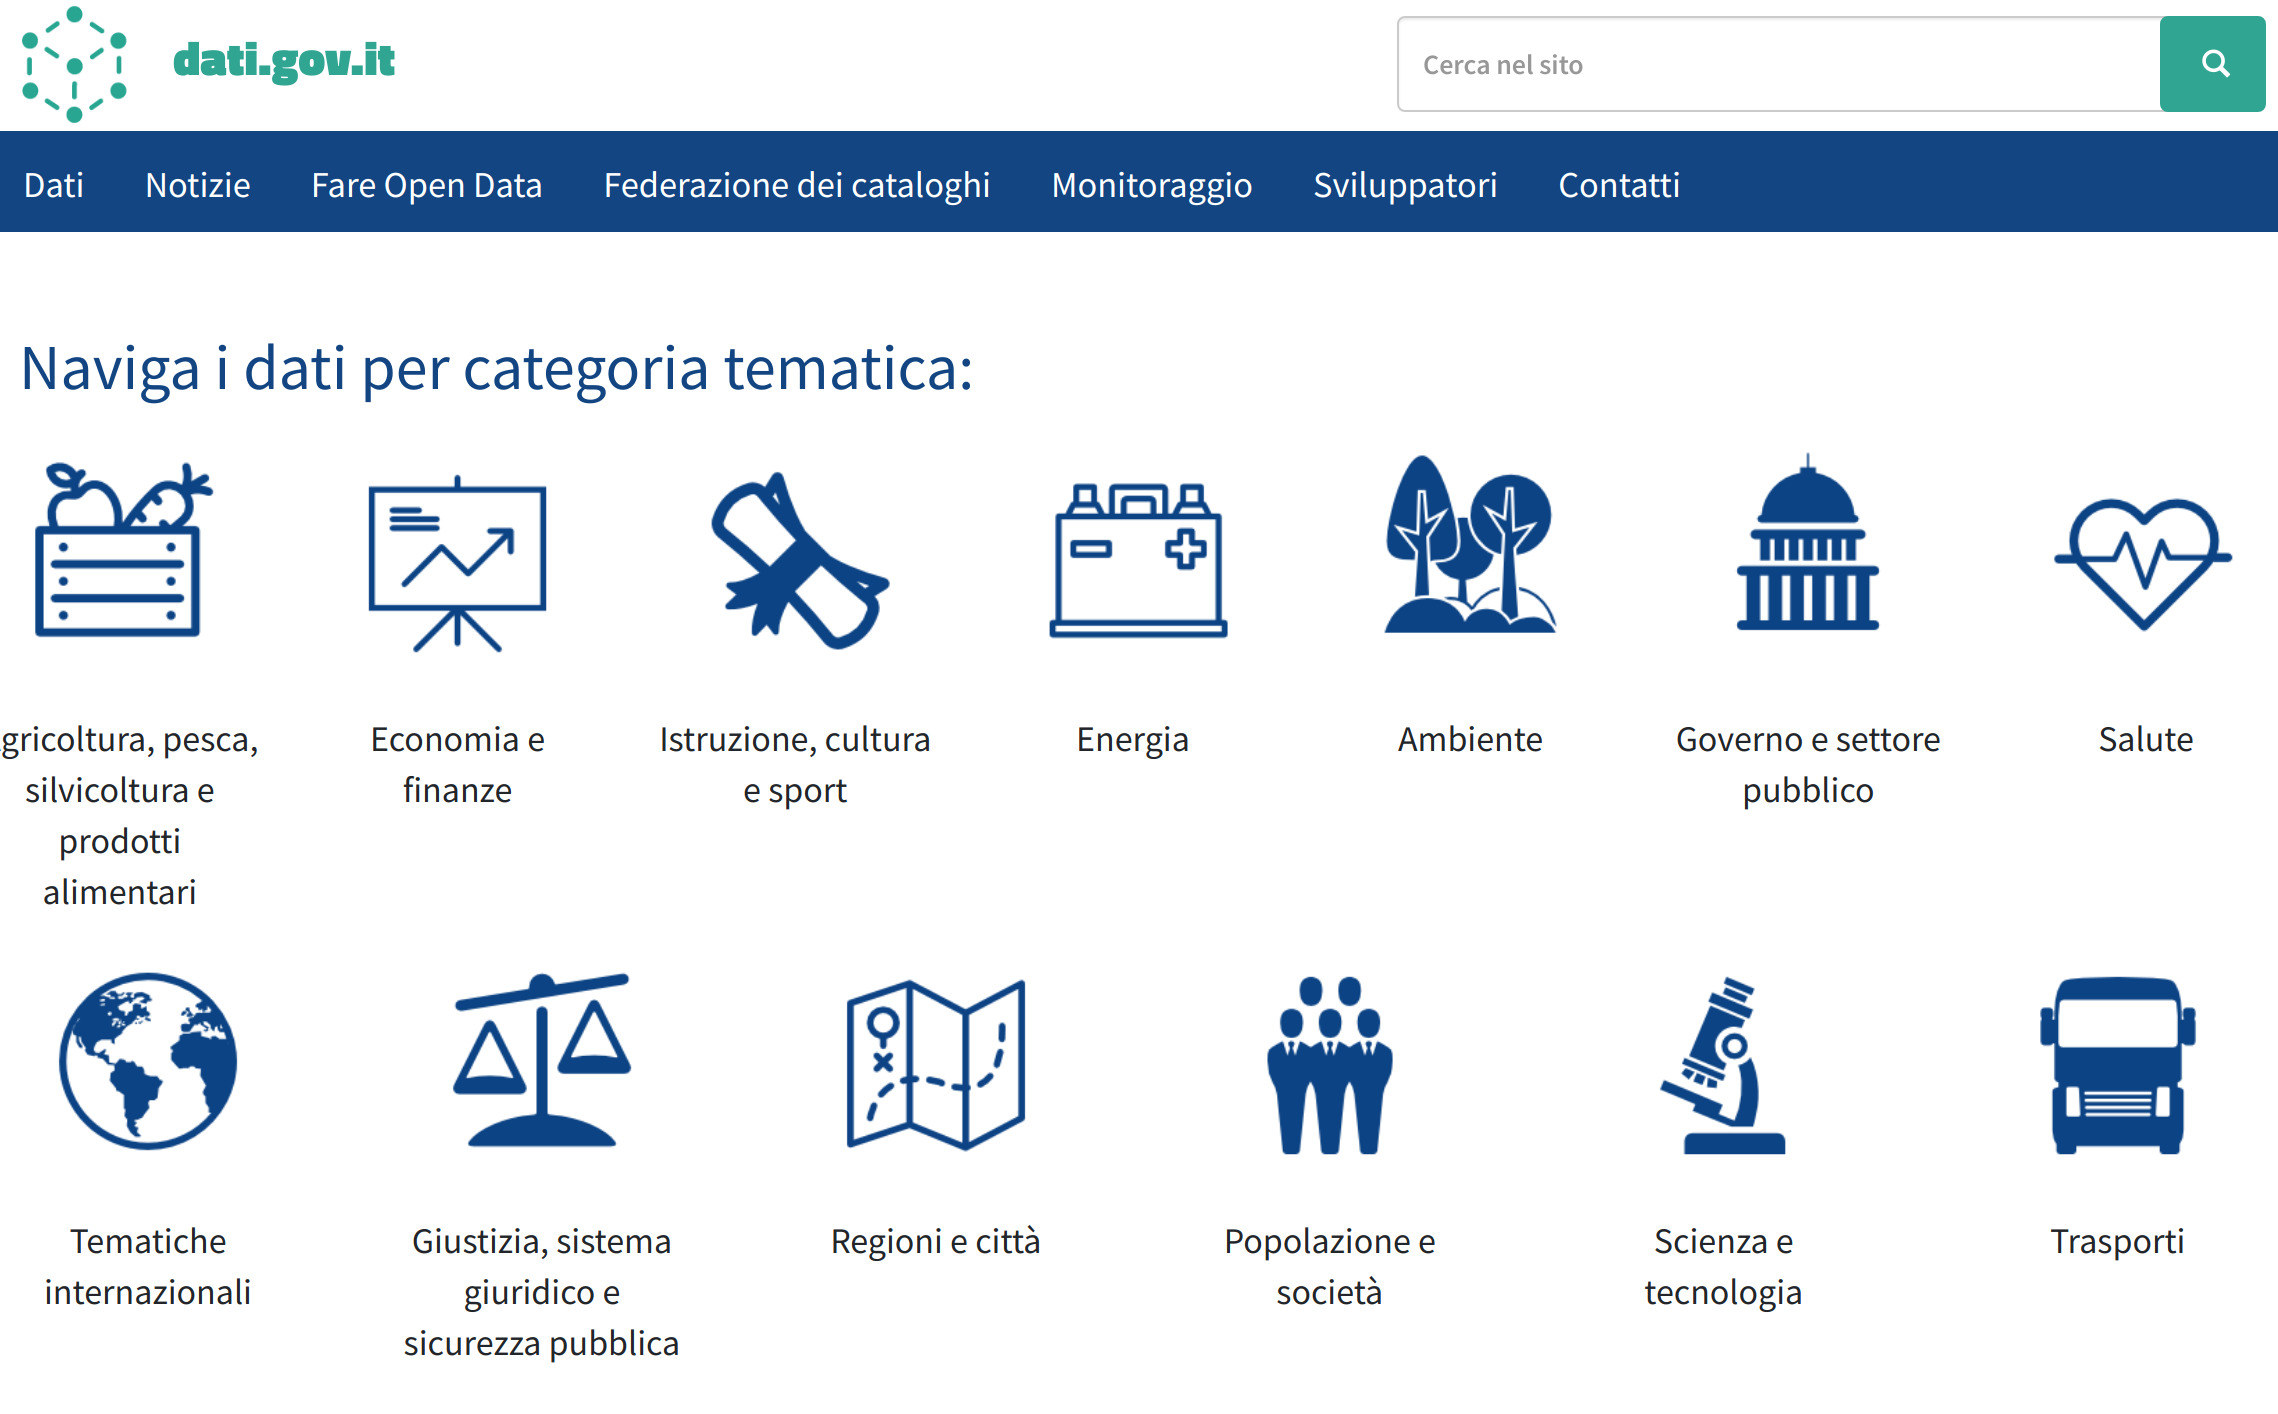 dati.gov.it
Cerca nel sito
Dati Notizie Fare Open Data Federazione dei cataloghi Monitoraggio Sviluppatori Contatti
Naviga i dati per categoria tematica:
gricoltura, pesca,
silvicoltura e
prodotti
alimentari
Economia e
finanze
Istruzione, cultura
e sport
Energia
Ambiente
Governo e settore
pubblico
Salute
Tematiche
internazionali
Giustizia, sistema
giuridico e
sicurezza pubblica
Regioni e città
Popolazione e
società
Scienza e
tecnologia
Trasporti